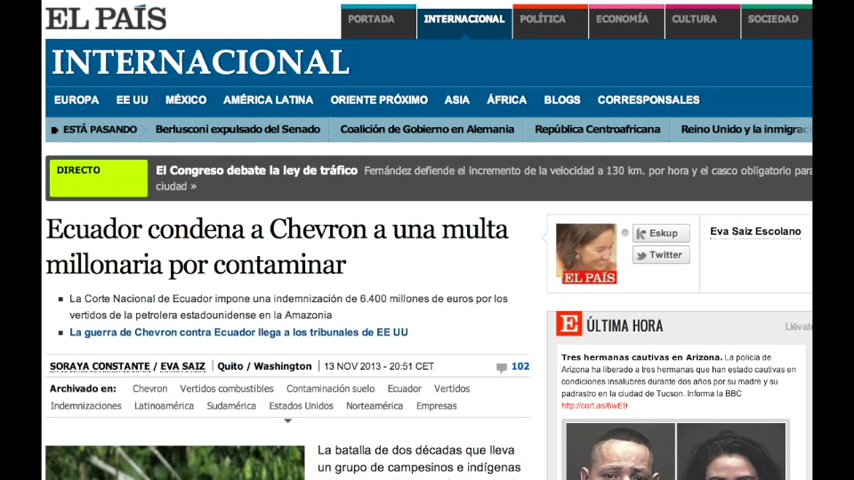 EL PAÍS
PORTADA
INTERNACIONAL
POLÍTICA
ECONOMÍA
CULTURA
SOCIEDAD
INTERNACIONAL
EUROPA EE UU MÉXICO AMÉRICA LATINA ORIENTE PRÓXIMO ASIA ÁFRICA BLOGS CORRESPONSALES
ESTÁ PASANDO Berlusconi expulsado del Senado Coalición de Gobierno en Alemania República Centroafricana Reino Unido y la inmigrac
DIRECTO
El Congreso debate la ley de tráfico Fernández defiende el incremento de la velocidad a 130 km. por hora y el casco obligatorio para
ciudad »
Ecuador condena a Chevron a una multa
millonaria por contaminar
La Corte Nacional de Ecuador impone una indemnización de 6.400 millones de euros por los
vertidos de la petrolera estadounidense en la Amazonia
La guerra de Chevron contra Ecuador llega a los tribunales de EE UU
SORAYA CONSTANTE / EVA SAIZ | Quito / Washington | 13 NOV 2013 - 20:51 CET 102
Archivado en: Chevron Vertidos combustibles Contaminación suelo Ecuador Vertidos
Indemnizaciones Latinoamérica Sudamérica Estados Unidos Norteamérica Empresas
La batalla de dos décadas que lleva
un grupo de campesinos e indígenas
EL PAÍS
Eskup
Twitter
Eva Saiz Escolano
E ÚLTIMA HORA
Llévat
Tres hermanas cautivas en Arizona. La policía de
Arizona ha liberado a tres hermanas que han estado cautivas en
condiciones insalubres durante dos años por su madre y su
padrastro en la ciudad de Tucson. Informa la BBC
http://cort.as/6wE9